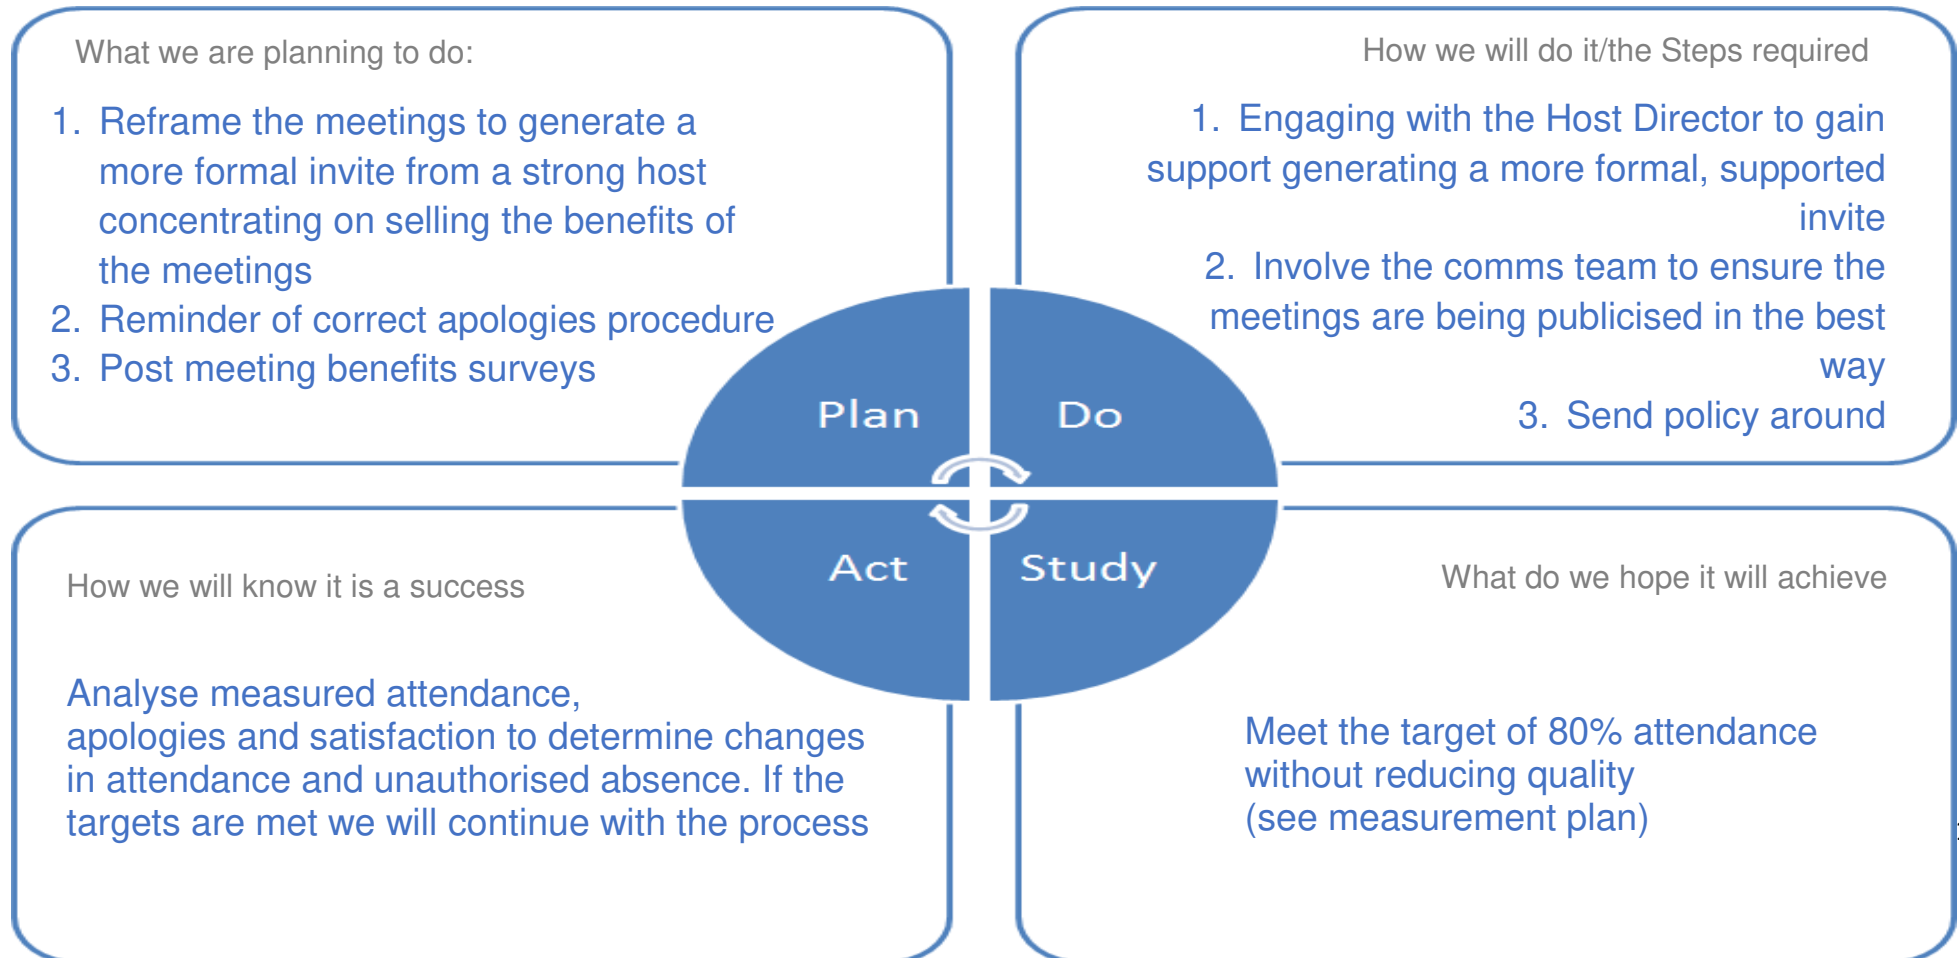 What we are planning to do:
1. Reframe the meetings to generate a
more formal invite from a strong host
concentrating on selling the benefits of
the meetings
2. Reminder of correct apologies procedure
3. Post meeting benefits surveys
How we will do it/the Steps required
1. Engaging with the Host Director to gain
support generating a more formal, supported
invite
2. Involve the comms team to ensure the
meetings are being publicised in the best
way
3. Send policy around
Plan
Do
Act
Study
How we will know it is a success
Analyse measured attendance,
apologies and satisfaction to determine changes
in attendance and unauthorised absence. If the
targets are met we will continue with the process
What do we hope it will achieve
Meet the target of 80% attendance
without reducing quality
(see measurement plan)